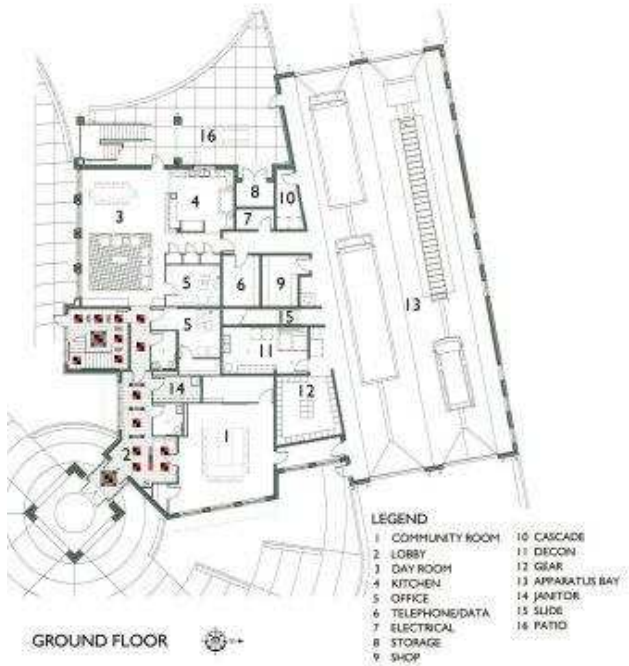 16
3
4
8
10
7
5
6
9
5
5
13
11
14
12
1
2
LEGEND
1 COMMUNITY ROOM
2 LOBBY
3 DAY ROOM
4 KITCHEN
5 OFFICE
6 TELEPHONE/DATA
7 ELECTRICAL
8 STORAGE
9 SHOP
10 CASCADE
11 DECON
12 GEAR
13 APPARATUS BAY
14 JANITOR
15 SLIDE
16 PATIO
GROUND FLOOR